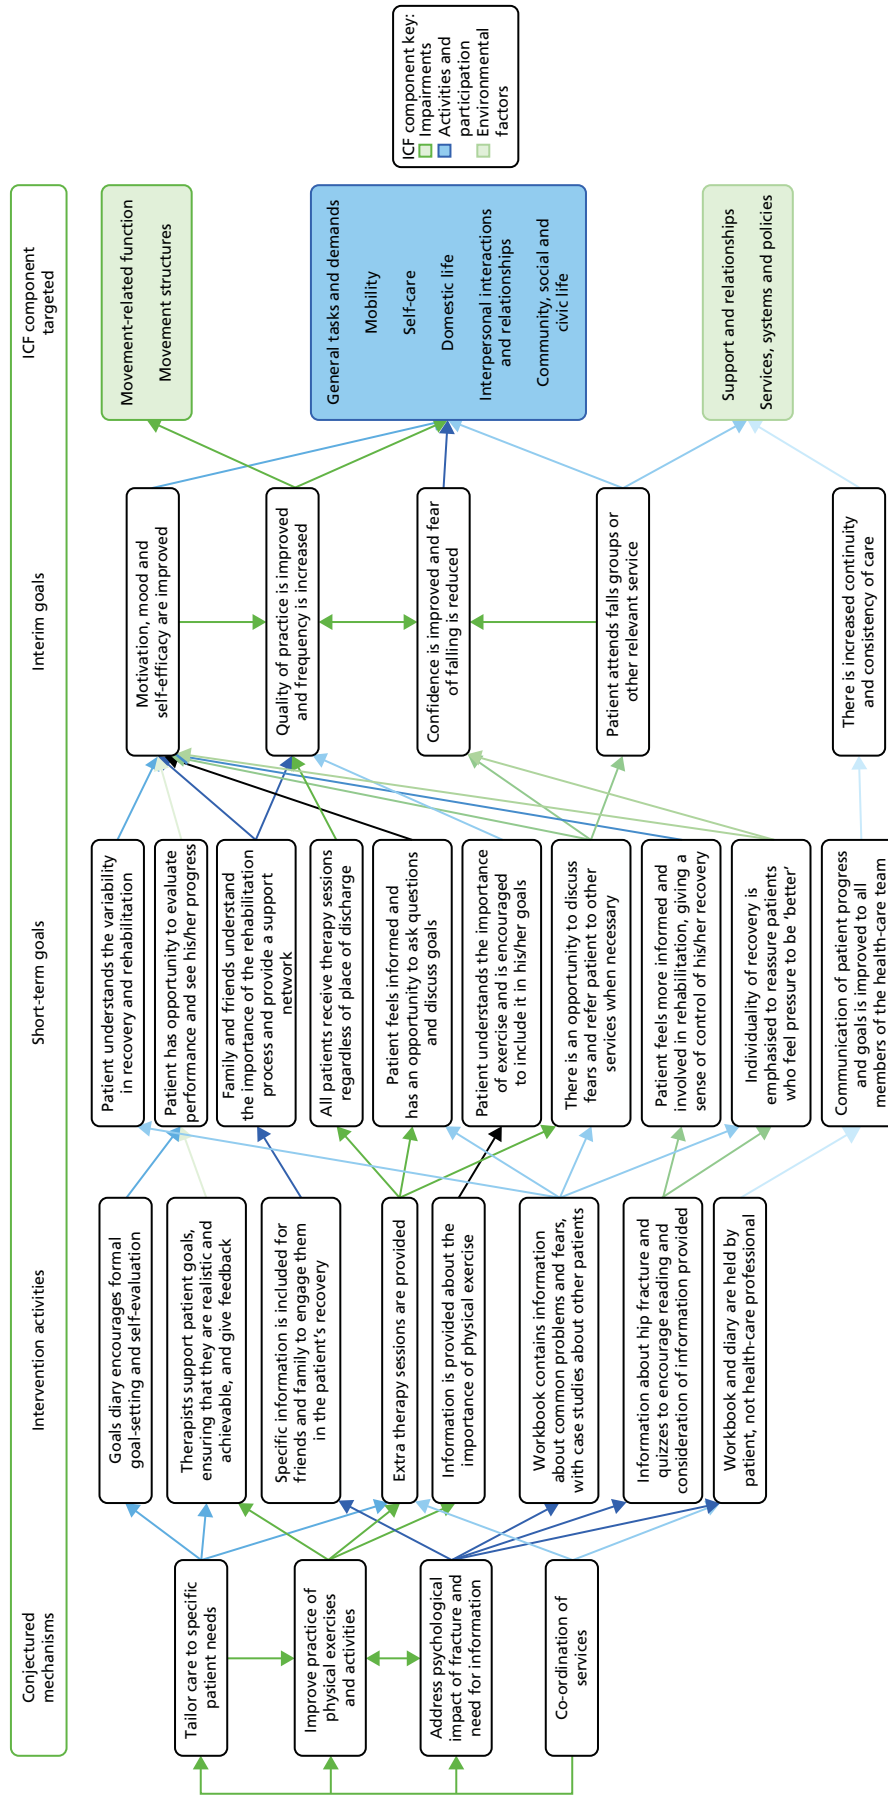 Conjectured
mechanisms
Intervention activities
Short-term goals
Interim goals
ICF component
targeted
Tailor care to specific
patient needs
Improve practice of
physical exercises
and activities
Address psychological
impact of fracture and
need for information
Co-ordination of
services
Goals diary encourages formal
goal-setting and self-evaluation
Therapists support patient goals,
ensuring that they are realistic and
achievable, and give feedback
Specific information is included for
friends and family to engage them
in the patient's recovery
Extra therapy sessions are provided
Information is provided about the
importance of physical exercise
Workbook contains information
about common problems and fears,
with case studies about other patients
Information about hip fracture and
quizzes to encourage reading and
consideration of information provided
Workbook and diary are held by
patient, not health-care professional
Patient understands the variability
in recovery and rehabilitation
Patient has opportunity to evaluate
performance and see his/her progress
Family and friends understand
the importance of the rehabilitation
process and provide a support
network
All patients receive therapy sessions
regardless of place of discharge
Patient feels informed and
has an opportunity to ask questions
and discuss goals
Patient understands the importance
of exercise and is encouraged
to include it in his/her goals
There is an opportunity to discuss
fears and refer patient to other
services when necessary
Patient feels more informed and
involved in rehabilitation, giving a
sense of control of his/her recovery
Individuality of recovery is
emphasised to reassure patients
who feel pressure to be ‘better’
Communication of patient progress
and goals is improved to all
members of the health-care team
Motivation, mood and
self-efficacy are improved
Quality of practice is improved
and frequency is increased
Confidence is improved and fear
of falling is reduced
Patient attends falls groups or
other relevant service
There is increased continuity
and consistency of care
Movement-related function
Movement structures
General tasks and demands
Mobility
Self-care
Domestic life
Interpersonal interactions
and relationships
Community, social and
civic life
Support and relationships
Services, systems and policies
ICF component key:
Impairments
Activities and
participation
Environmental
factors